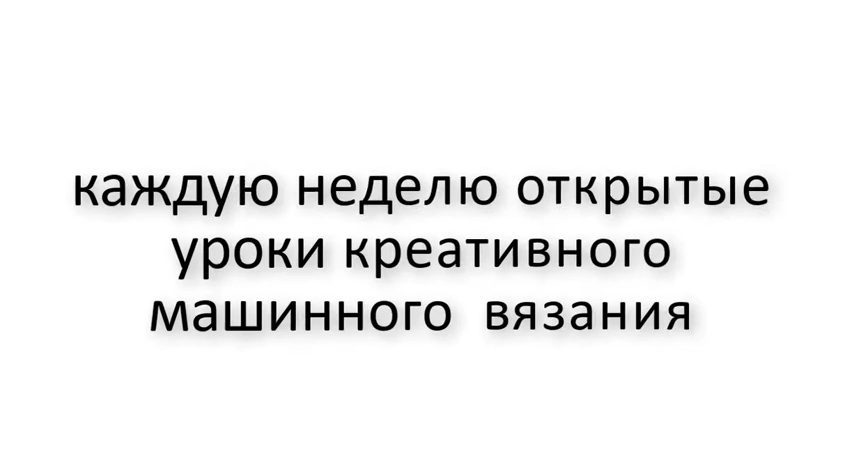 каждую неделю открытые
уроки креативного
машинного вязания